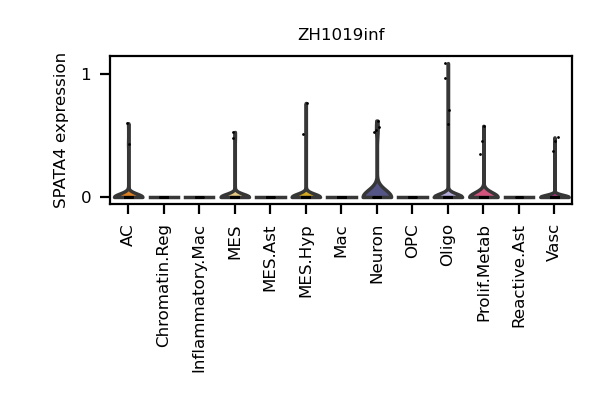 ZH1019inf
SPATA4 expression
1
0
AC
Chromatin.Reg
Inflammatory.Mac
MES
MES.Ast
MES.Hyp
Mac
Neuron
OPC
Oligo
Prolif.Metab
Reactive.Ast
Vasc